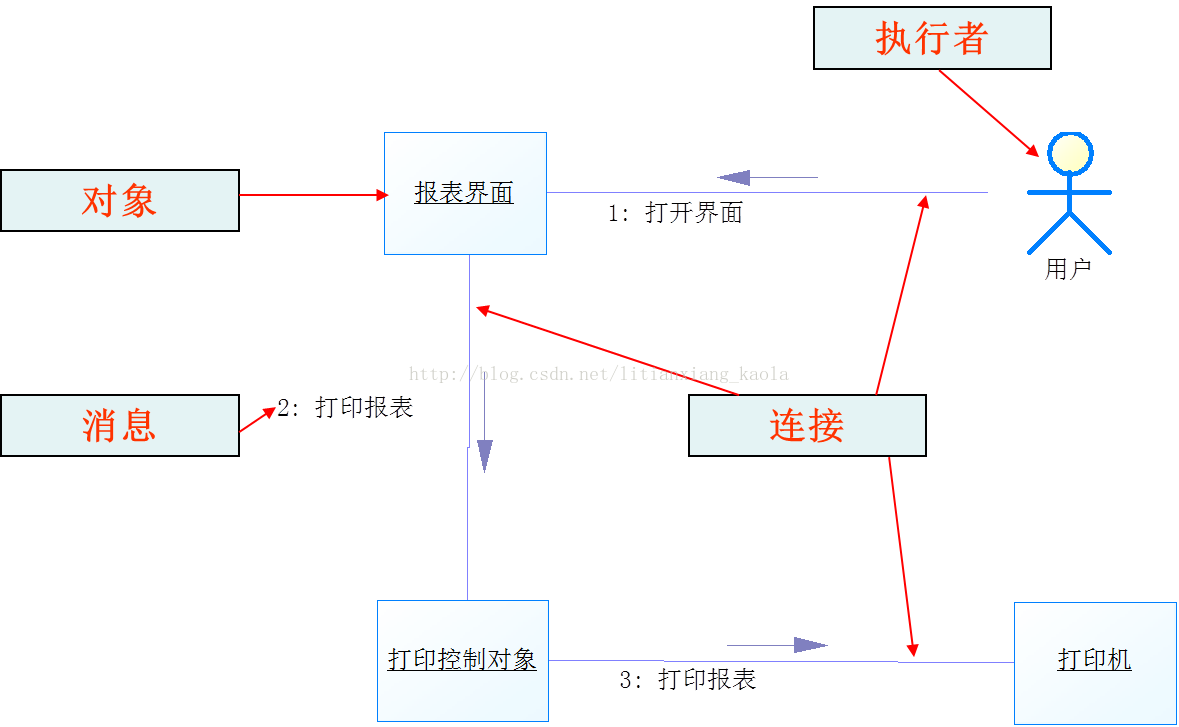 执行者
对象
报表界面
1: 打开界面
用户
http://blog.csdn.net/litianxiang_kaola
消息
2: 打印报表
连接
打印控制对象
3: 打印报表
打印机